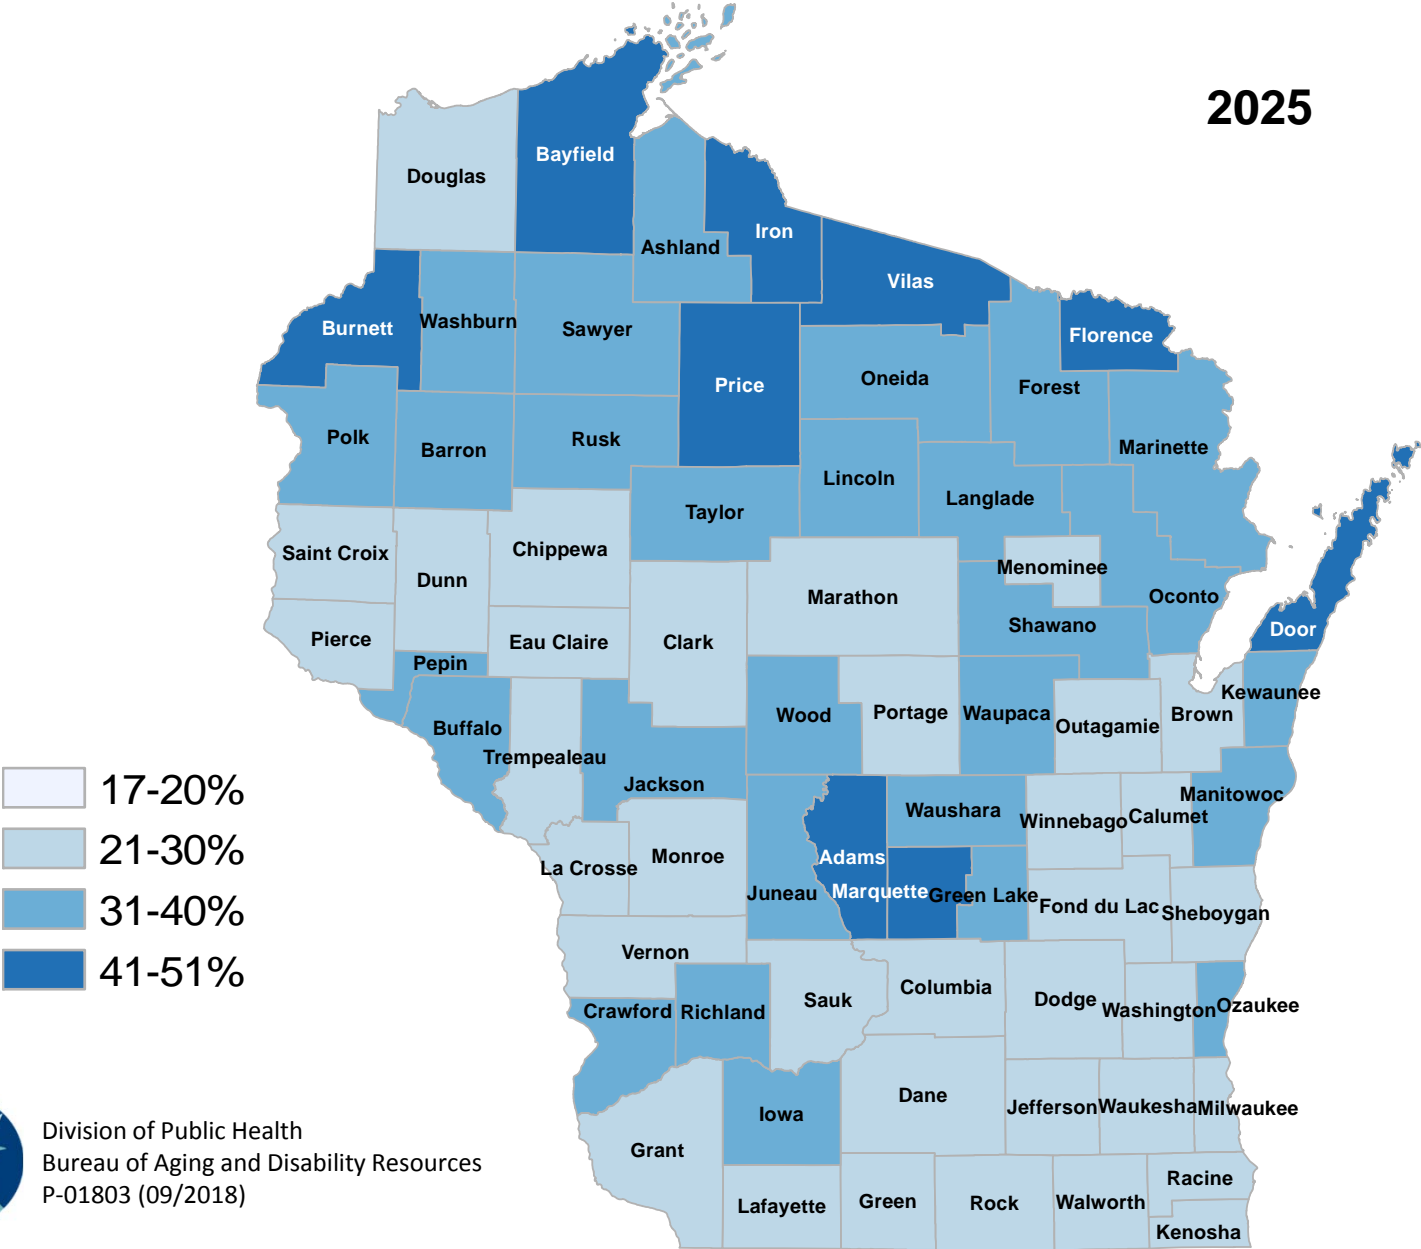 2025
Bayfield
Douglas
Iron
Ashland
Vilas
Washburn
Burnett
Sawyer
Florence
Oneida
Price
Forest
Polk
Rusk
Barron
Marinette
Lincoln
Langlade
Taylor
Saint Croix
Chippewa
Menominee
Dunn
Marathon
Oconto
Shawano
Door
Pierce
Eau Claire
Clark
Pepin
Kewaunee
Wood
Portage
Waupaca
Brown
Outagamie
Buffalo
Trempealeau
Jackson
17-20%
Manitowoc
Waushara
Calumet
Winnebago
21-30%
Monroe
Adams
La Crosse
Marquette
Juneau
Green Lake
Fond du Lac
Sheboygan
31-40%
Vernon
41-51%
Columbia
Sauk
Dodge
Ozaukee
Washington
Crawford
Richland
Dane
Jefferson
Waukesha
Milwaukee
Iowa
Division of Public Health
Bureau of Aging and Disability Resources
P-01803 (09/2018)
Grant
Racine
Lafayette
Green
Rock
Walworth
Kenosha